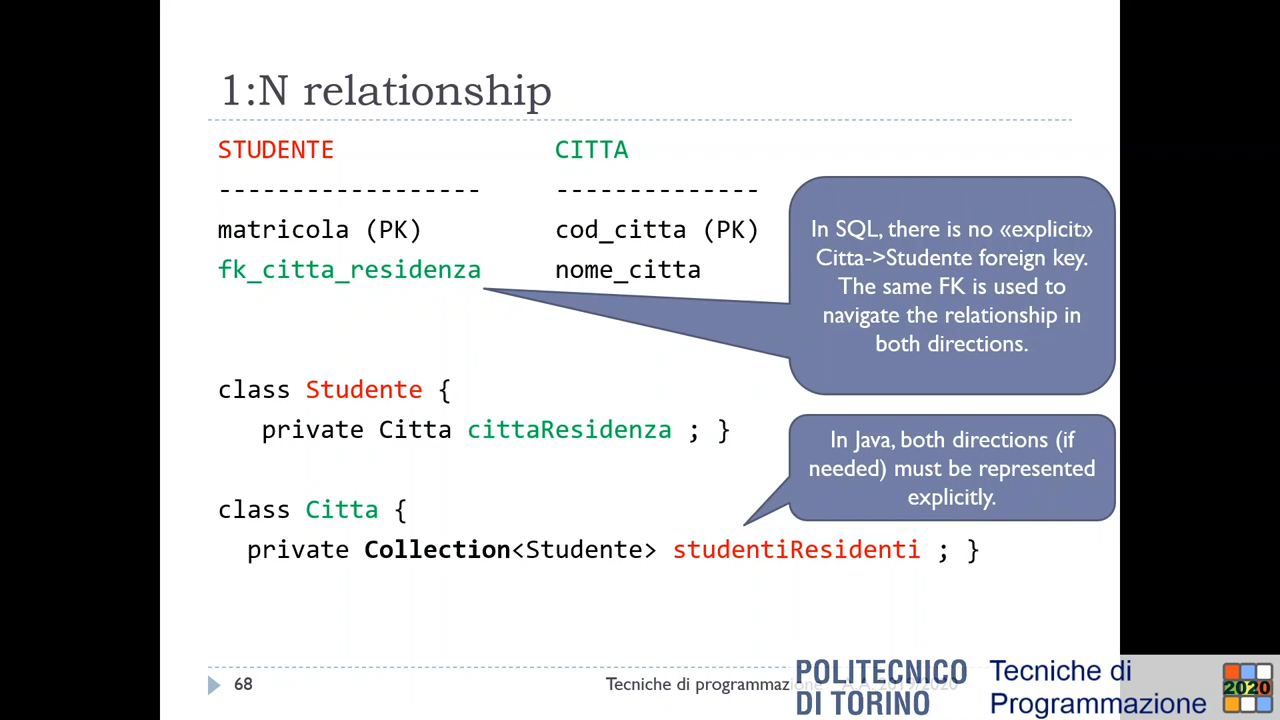 1:N relationship
STUDENTE CITTA
------------------ --------------
matricola (PK) cod_citta (PK)
fk_citta_residenza nome_citta
In SQL, there is no «explicit»
Citta->Studente foreign key.
The same FK is used to
navigate the relationship in
both directions.
class Studente {
private Citta cittaResidenza ; }
In Java, both directions (if
needed) must be represented
explicitly.
class Citta {
private Collection<Studente> studentiResidenti ; }
68
Tecniche di programmazione A.A. 2019/2020
POLITECNICO
DI TORINO
Tecniche di
Programmazione
2020